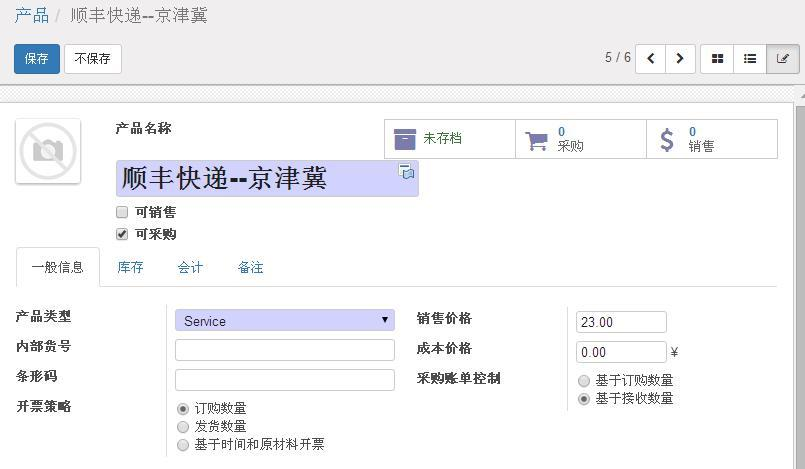 产品 / 顺丰快递--京津冀
保存 不保存 5 / 6
产品名称
未存档
0 采购
0 销售
顺丰快递--京津冀
可销售
可采购
一般信息 库存 会计 备注
产品类型 Service
内部货号
条形码
开票策略 订购数量
发货数量
基于时间和原材料开票
销售价格 23.00
成本价格 0.00 ¥
采购账单控制 基于订购数量
基于接收数量